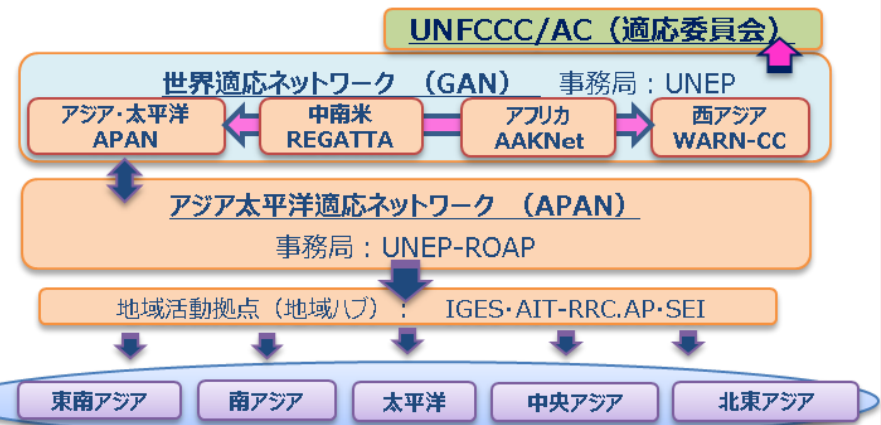 UNFCCC/AC（適応委員会）
世界適応ネットワーク （GAN） 事務局：UNEP
アジア・太平洋
APAN
中南米
REGATTA
アフリカ
AAKNet
西アジア
WARN-CC
アジア太平洋適応ネットワーク （APAN）
事務局：UNEP-ROAP
地域活動拠点（地域ハブ）： IGES・AIT-RRC.AP・SEI
東南アジア
南アジア
太平洋
中央アジア
北東アジア